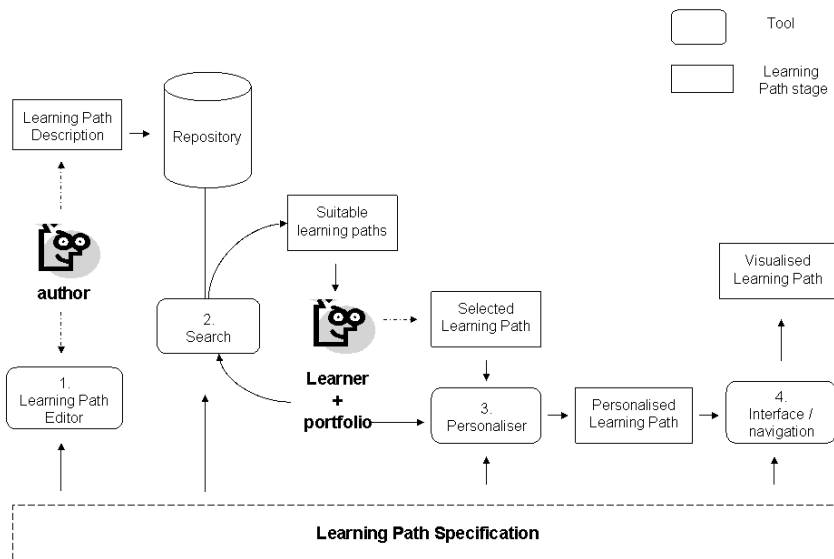 Tool
Learning
Path stage
Learning Path
Description
Repository
Suitable
learning paths
author
Visualised
Learning Path
2.
Search
Selected
Learning Path
1.
Learning Path
Editor
Learner
+
portfolio
3.
Personaliser
Personalised
Learning Path
4.
Interface /
navigation
Learning Path Specification